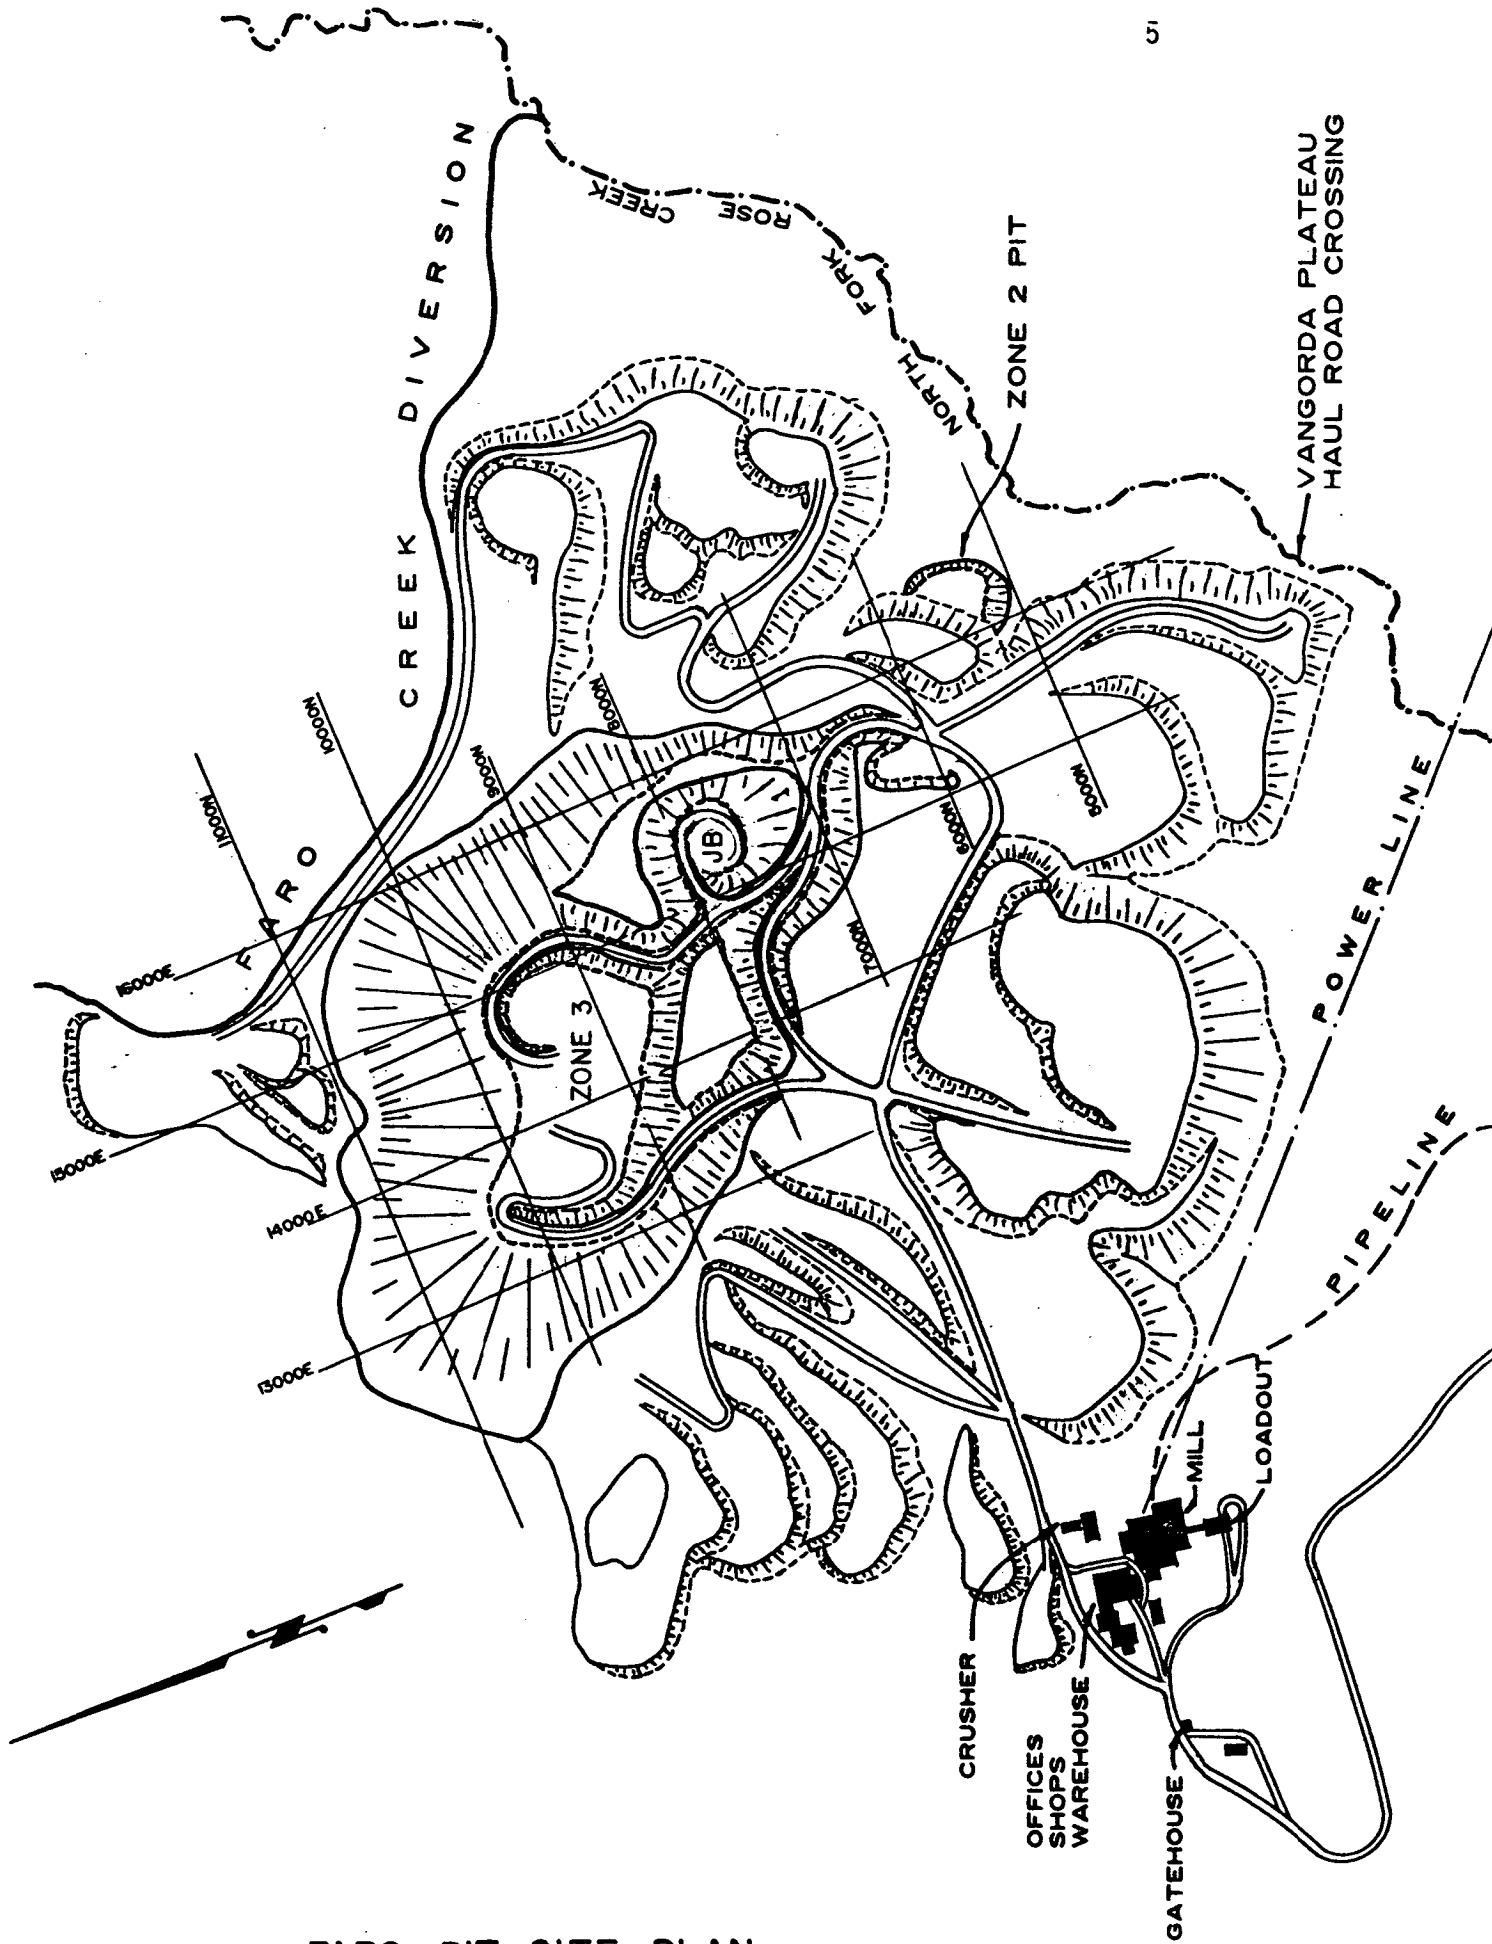 5
FARO CREEK DIVERSION
NORTH FORK ROSE CREEK
ZONE 2 PIT
VANGORDA PLATEAU
HAUL ROAD CROSSING
11000N
10000N
9000N
8000N
7000N
6000N
5000N
16000E
15000E
14000E
13000E
ZONE 3
JB
1
POWER LINE
PIPELINE
MILL
LOADOUT
CRUSHER
OFFICES
SHOPS
WAREHOUSE
GATEHOUSE
FARO PIT SITE PLAN